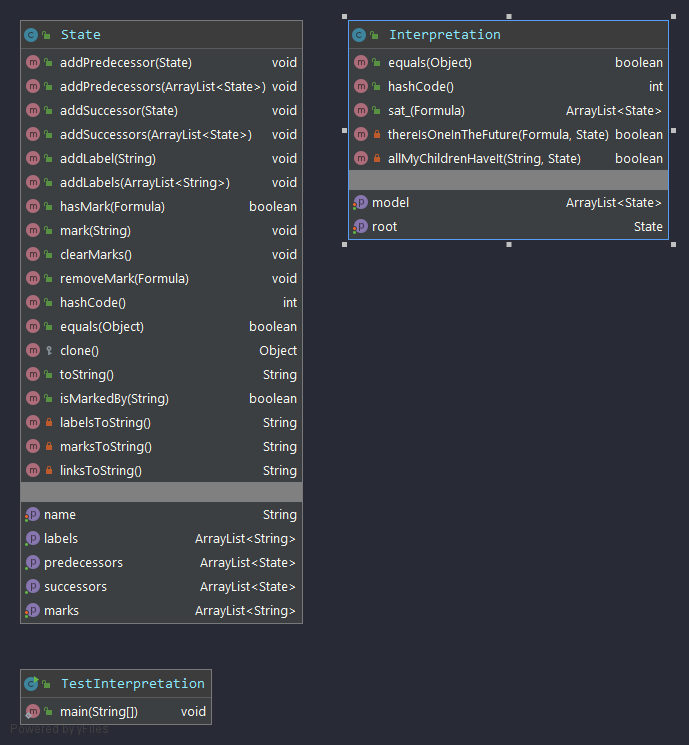 State
addPredecessor(State) void
addPredecessors(ArrayList<State>) void
addSuccessor(State) void
addSuccessors(ArrayList<State>) void
addLabel(String) void
addLabels(ArrayList<String>) void
hasMark(Formula) boolean
mark(String) void
clearMarks() void
removeMark(Formula) void
hashCode() int
equals(Object) boolean
clone() Object
toString() String
isMarkedBy(String) boolean
labelsToString() String
marksToString() String
linksToString() String
name String
labels ArrayList<String>
predecessors ArrayList<State>
successors ArrayList<State>
marks ArrayList<String>
Interpretation
equals(Object) boolean
hashCode() int
sat_(Formula) ArrayList<State>
thereIsOneInTheFuture(Formula, State) boolean
allMyChildrenHaveIt(String, State) boolean
model ArrayList<State>
root State
TestInterpretation
main(String[]) void
Powered by yFiles